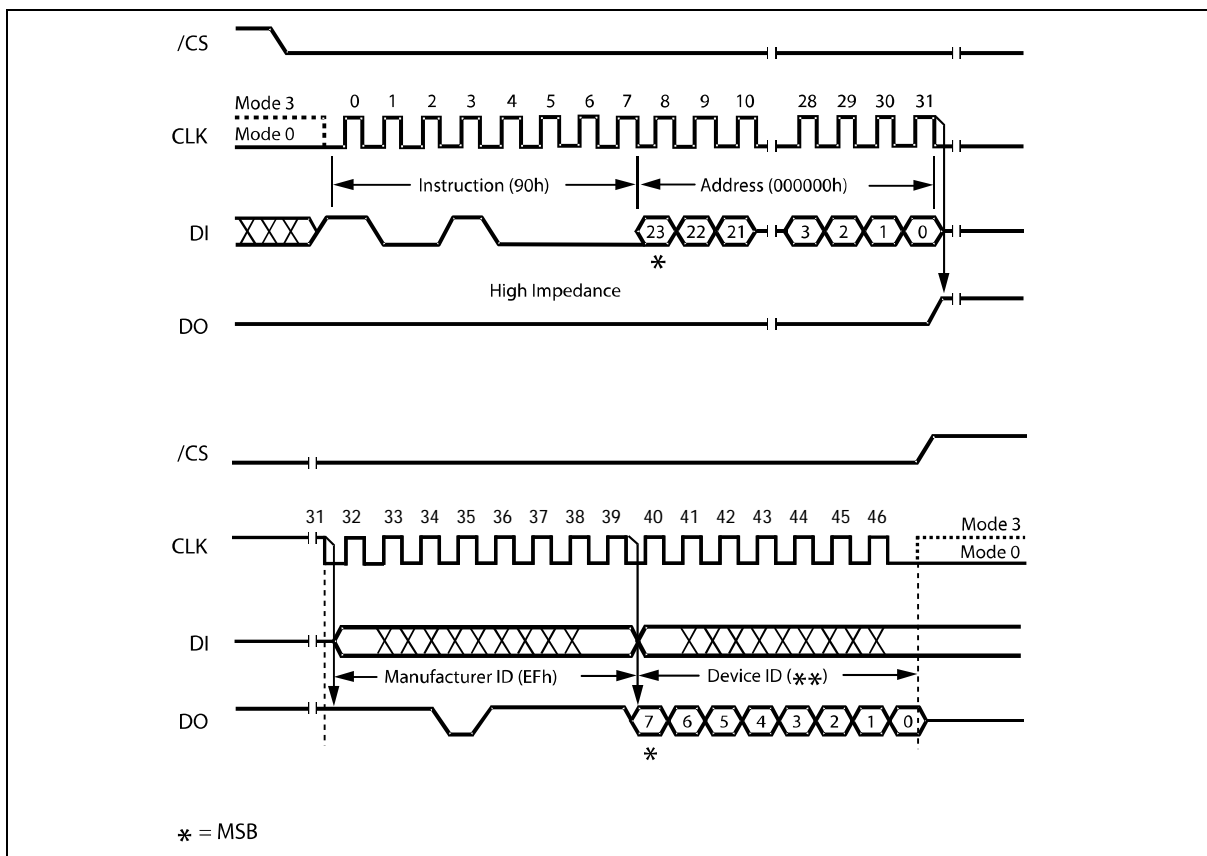 /CS
Mode 3
Mode 0
CLK
0 1 2 3 4 5 6 7 8 9 10 28 29 30 31
Instruction (90h) Address (000000h)
DI
23 22 21 3 2 1 0
*
High Impedance
DO
/CS
31 32 33 34 35 36 37 38 39 40 41 42 43 44 45 46
CLK
Mode 3
Mode 0
DI
Manufacturer ID (EFh) Device ID (**)
DO
7 6 5 4 3 2 1 0
*
* = MSB